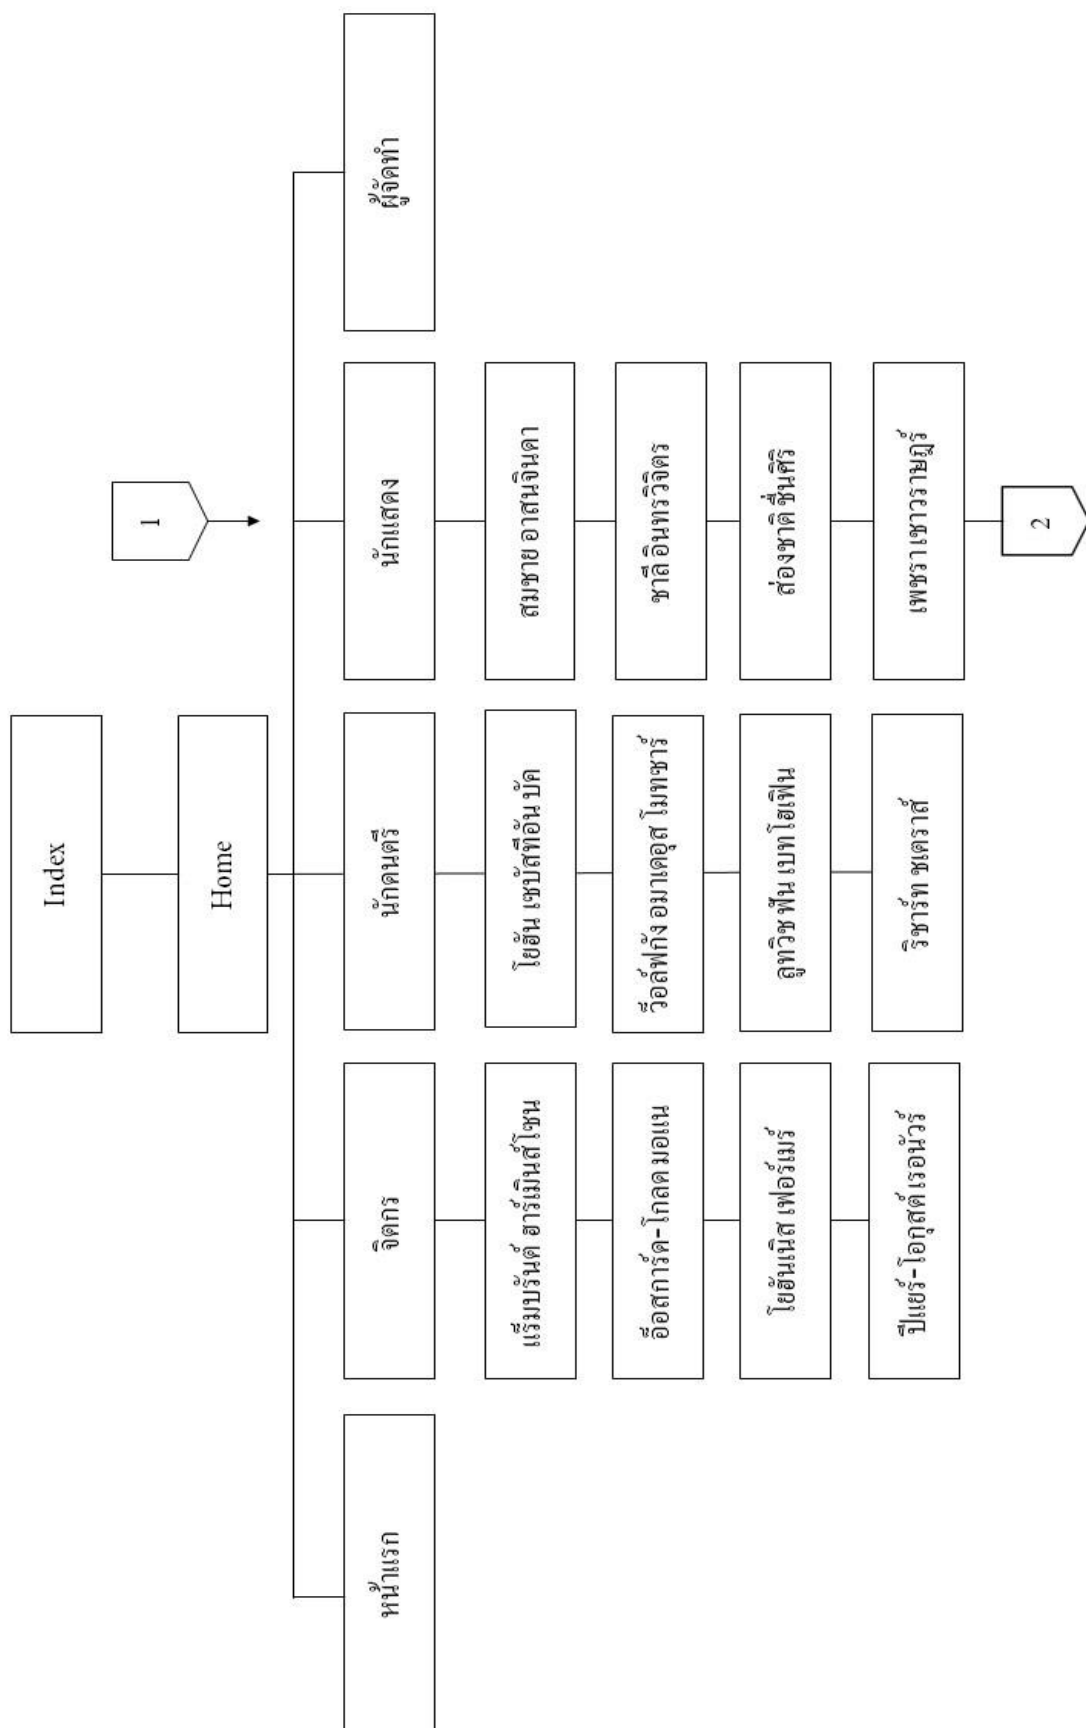 Index
Home
1
หน้าแรก
จิตกร
นักดนตรี
นักแสดง
ผู้จัดทำ
แร็มบรันต์ ฮาร์เมินส์โซน
โยฮัน เซบัสทีอัน บัค
สมชาย อาสนจินดา
อ็อสการ์ด-โกลด มอแน
ว็อล์ฟกัง อมาเดอุส โมทซาร์
ชาลี อินทรวิจิตร
โยฮันเนิส เฟอร์เมร์
ลูทวิช ฟัน เบทโฮเฟิน
ส่องชาติ ชื่นศิริ
ปีแยร์-โอกุสต์ เรอนัวร์
ริชาร์ท ชเตราส์
เพชรา เชาวราษฎร์
2